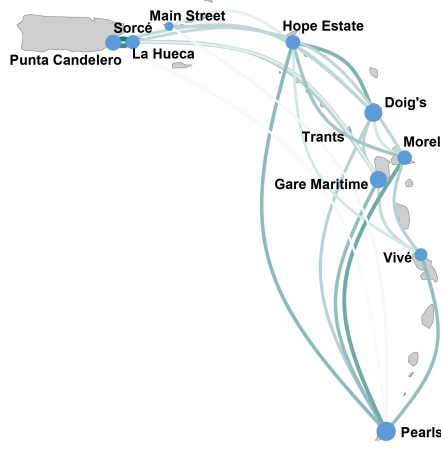 Main Street
Sorcé
Hope Estate
Punta Candelero
La Hueca
Doig's
Trants
Morel
Gare Maritime
Vivé
Pearls